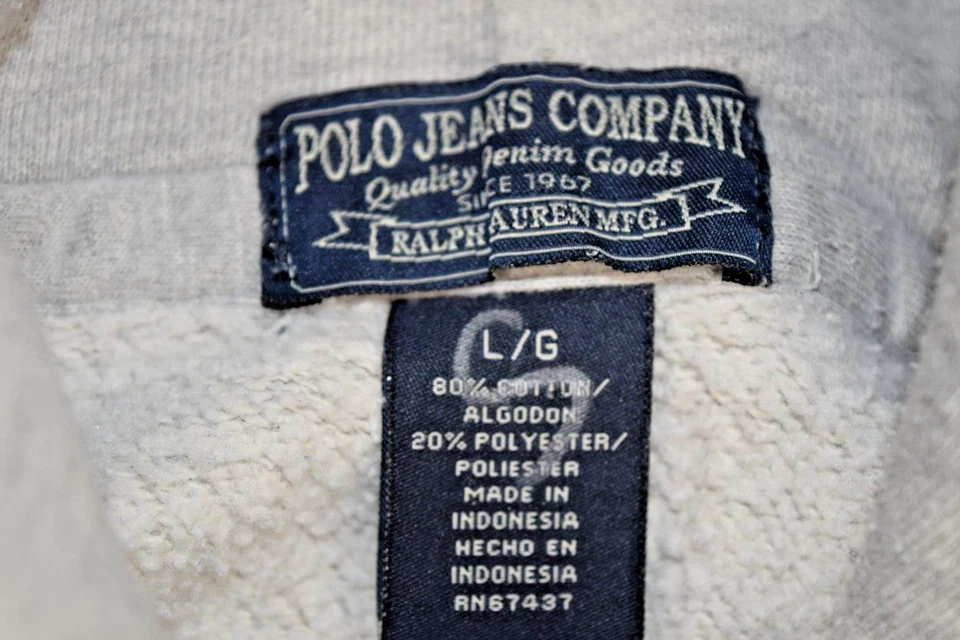 POLO JEANS COMPANY
Quality Denim Goods
SINCE 1967
RALPH LAUREN MFG.
L/G
80% COTTON/
ALGODON
20% POLYESTER/
POLIESTER
MADE IN
INDONESIA
HECHO EN
INDONESIA
RN67437